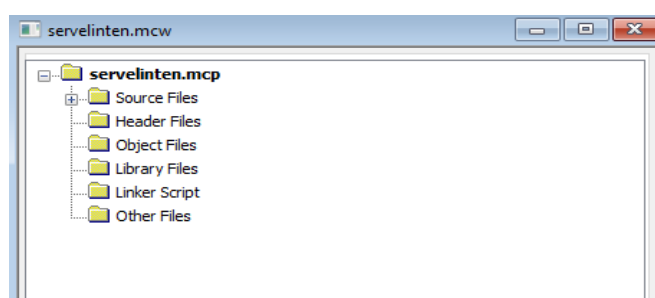 servelinten.mcw
servelinten.mcp
Source Files
Header Files
Object Files
Library Files
Linker Script
Other Files